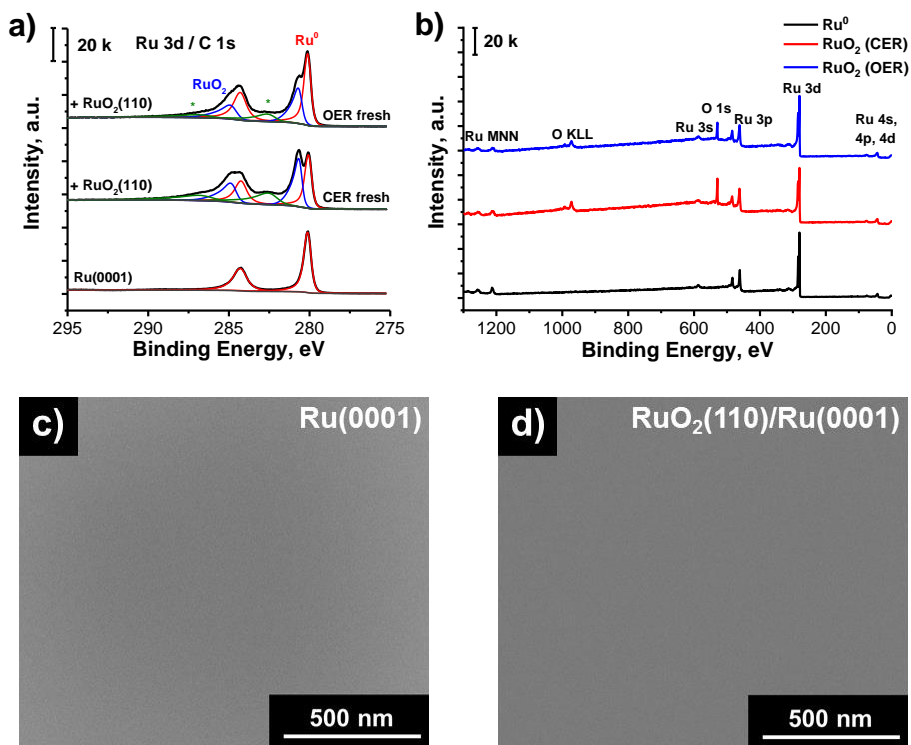 a)
20 k
Ru 3d / C 1s
Ru⁰
RuO₂
*
*
+ RuO₂(110)
OER fresh
+ RuO₂(110)
CER fresh
Ru(0001)
Intensity, a.u.
295 290 285 280 275
Binding Energy, eV
b)
20 k
Ru⁰
RuO₂ (CER)
RuO₂ (OER)
Ru 3d
O 1s
Ru 3p
Ru 4s,
4p, 4d
Ru 3s
O KLL
Ru MNN
Intensity, a.u.
1200 1000 800 600 400 200 0
Binding Energy, eV
c)
Ru(0001)
500 nm
d)
RuO₂(110)/Ru(0001)
500 nm